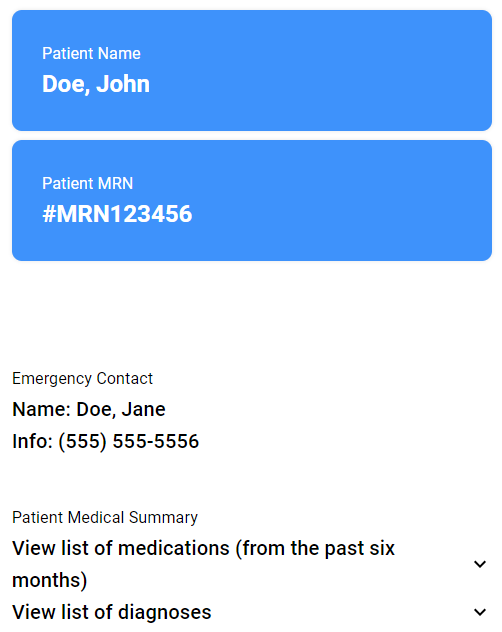 Patient Name
Doe, John
Patient MRN
#MRN123456
Emergency Contact
Name: Doe, Jane
Info: (555) 555-5556
Patient Medical Summary
View list of medications (from the past six
months)
View list of diagnoses